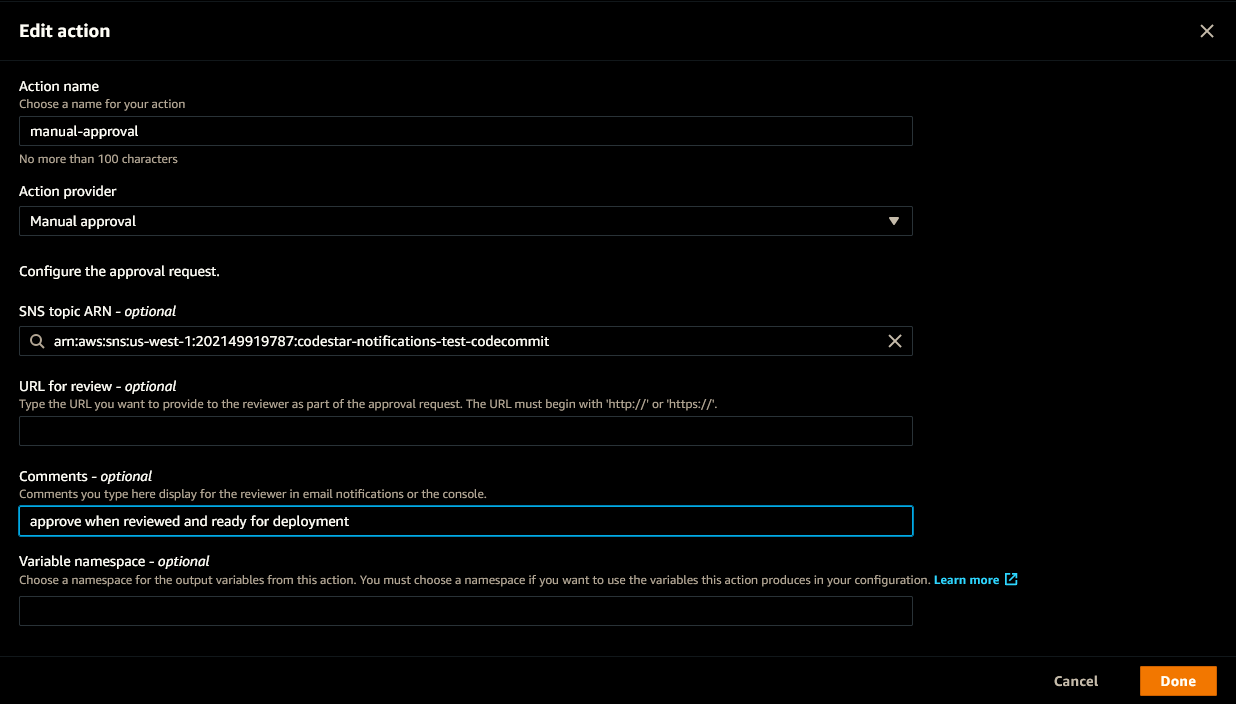 Edit action
Action name
Choose a name for your action
manual-approval
No more than 100 characters
Action provider
Manual approval
Configure the approval request.
SNS topic ARN - optional
arn:aws:sns:us-west-1:202149919787:codestar-notifications-test-codecommit
URL for review - optional
Type the URL you want to provide to the reviewer as part of the approval request. The URL must begin with 'http://' or 'https://'.
Comments - optional
Comments you type here display for the reviewer in email notifications or the console.
approve when reviewed and ready for deployment
Variable namespace - optional
Choose a namespace for the output variables from this action. You must choose a namespace if you want to use the variables this action produces in your configuration. Learn more
Cancel
Done